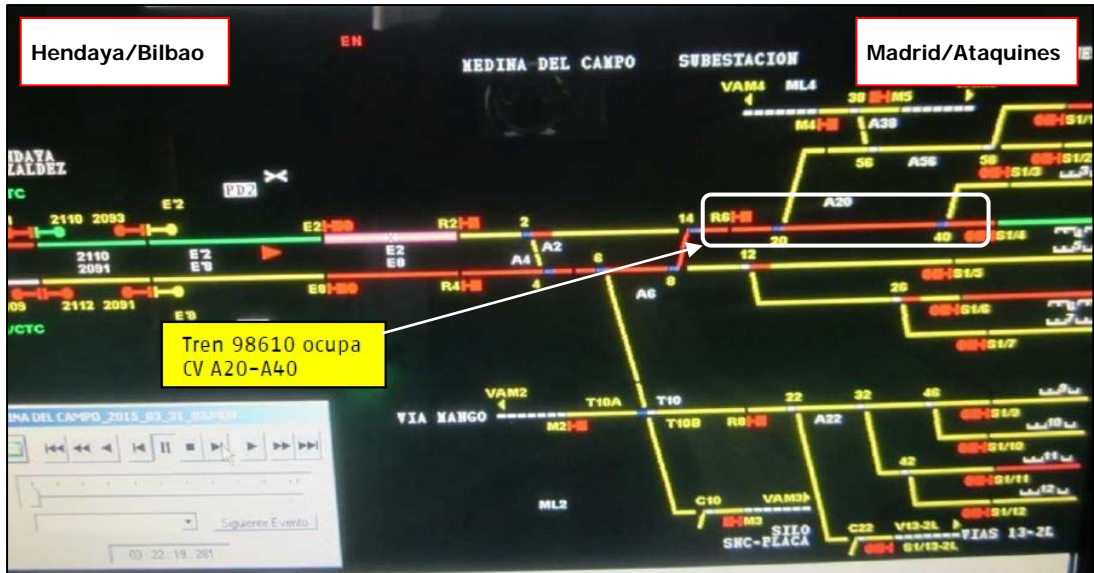 Hendaya/Bilbao
Madrid/Ataquines
EN
MEDINA DEL CAMPO
SUBESTACION
VAM4
ML4
38
M5
M4
A38
S1/1
56
A56
58
S1/2
S1/3
PD2
E'2
2110 2093
E2
R2
2
14
R6
A20
20
40
S1/4
2110
2091
E'2
E'8
E2
E8
A2
A4
6
12
S1/5
2112 2091
E'8
E8
R4
4
A6
8
26
S1/6
S1/7
Tren 98610 ocupa
CV A20-A40
VAM2
VIA MANGO
T10A
T10
M2
T10B
R8
22
A22
32
46
S1/9
S1/10
42
S1/11
S1/12
ML2
C10
VAM3
M3
SILO
SNC-PLACA
C22
V13-2L
VIAS 13-2L
S1/13-2L
DEL CAMPO_2015_03_31_03.MOV
Siguiente Evento
03:22:19.281